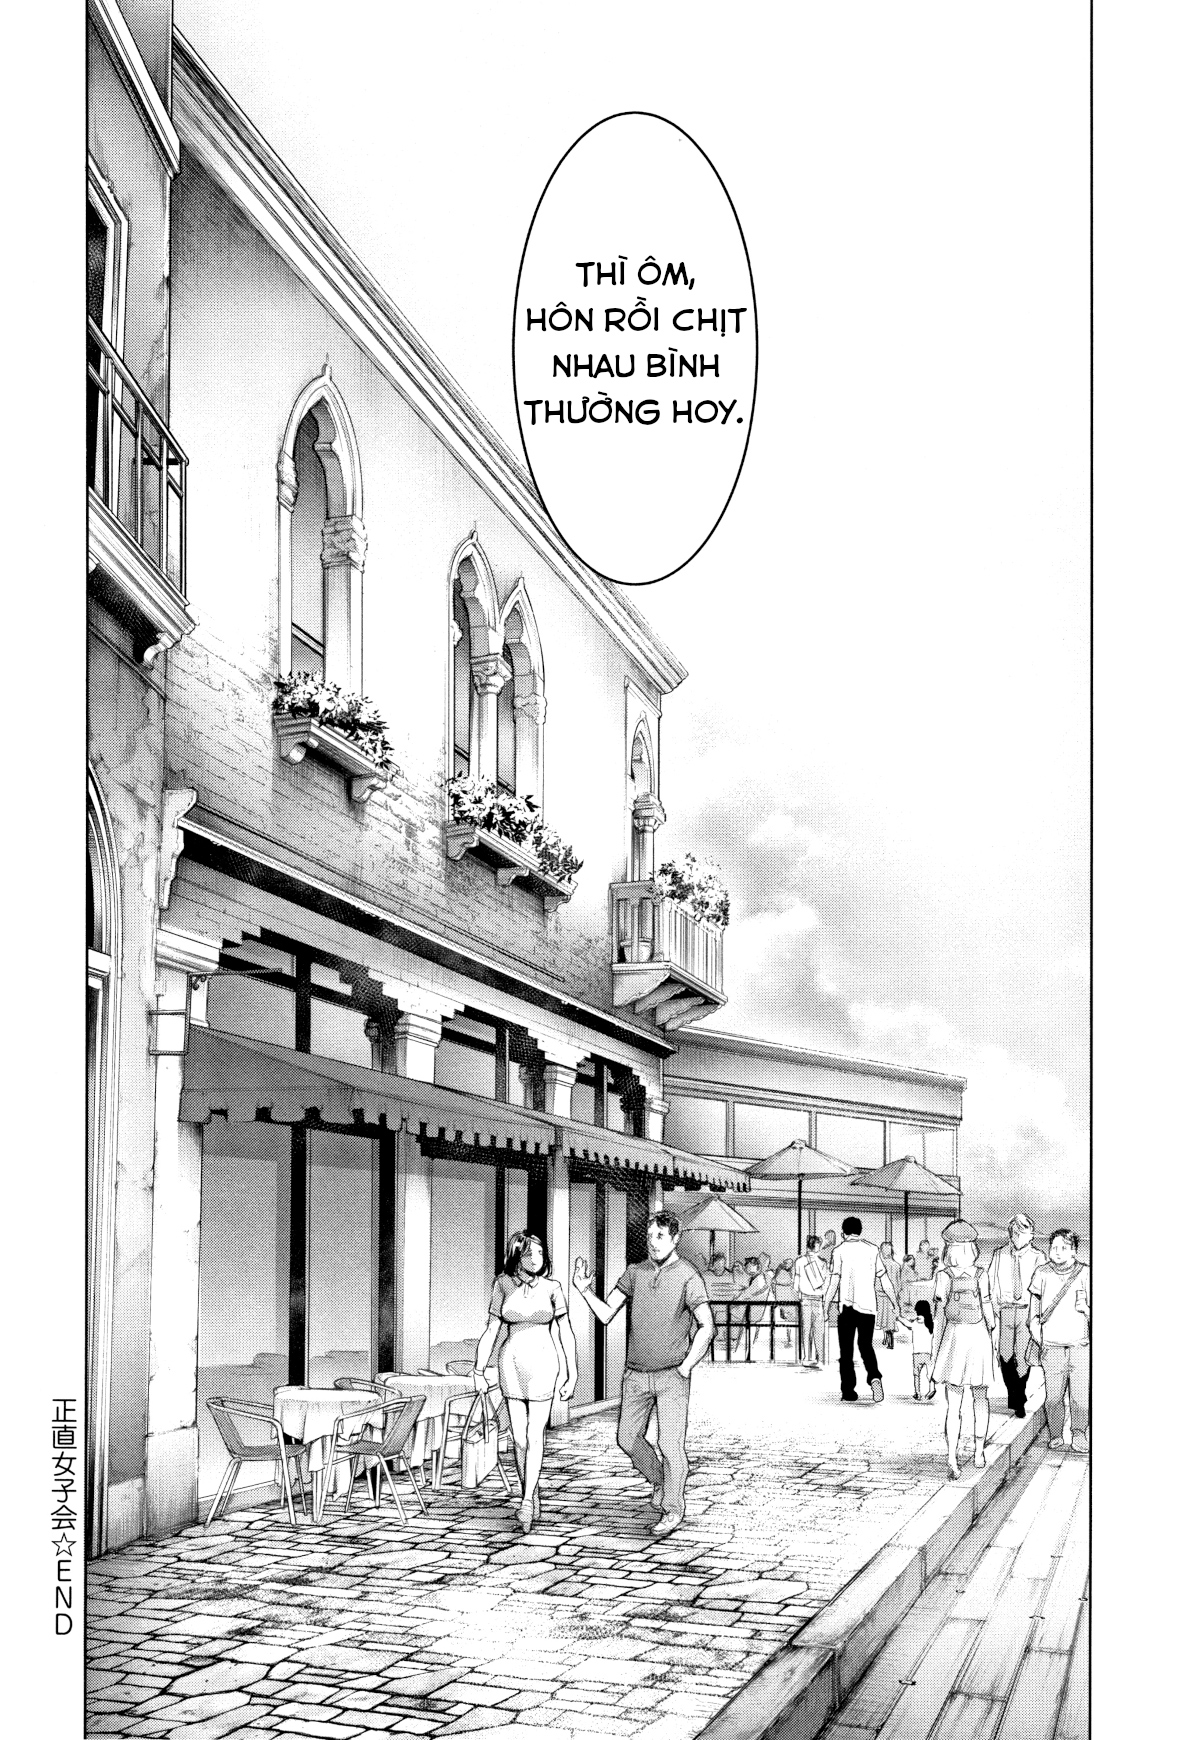 THÌ ÔM,
HÔN RỒI CHỊT
NHAU BÌNH
THƯỜNG HOY.
正直女子会☆END